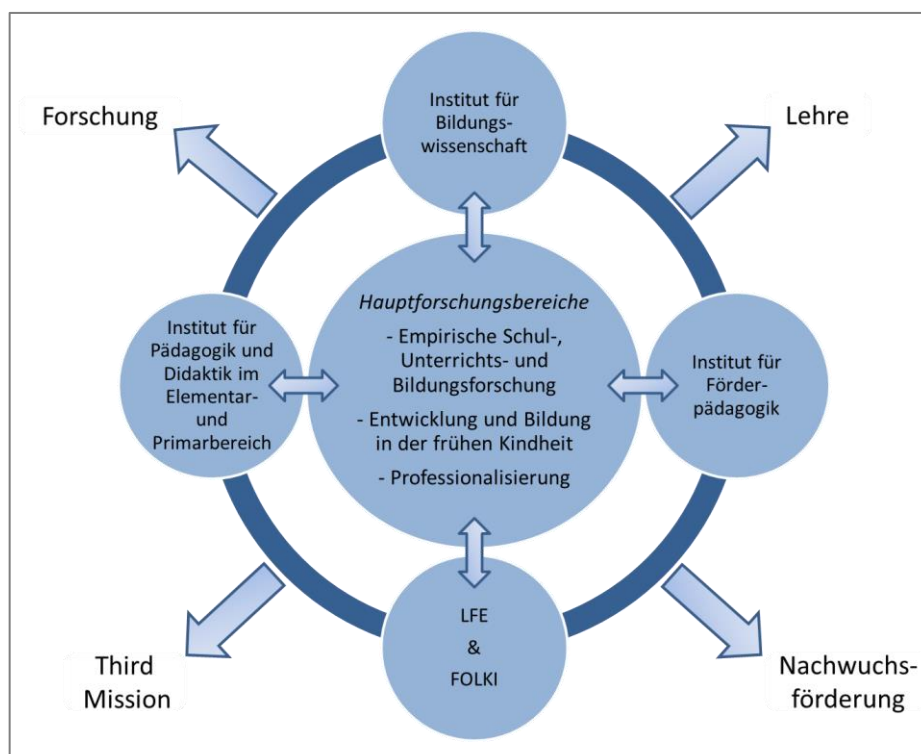 Forschung
Institut für
Bildungs-
wissenschaft
Lehre
Institut für
Pädagogik und
Didaktik im
Elementar-
und
Primarbereich
Hauptforschungsbereiche
- Empirische Schul-,
Unterrichts- und
Bildungsforschung
- Entwicklung und Bildung
in der frühen Kindheit
- Professionalisierung
Institut für
Förder-
pädagogik
LFE
&
FOLKI
Third
Mission
Nachwuchs-
förderung